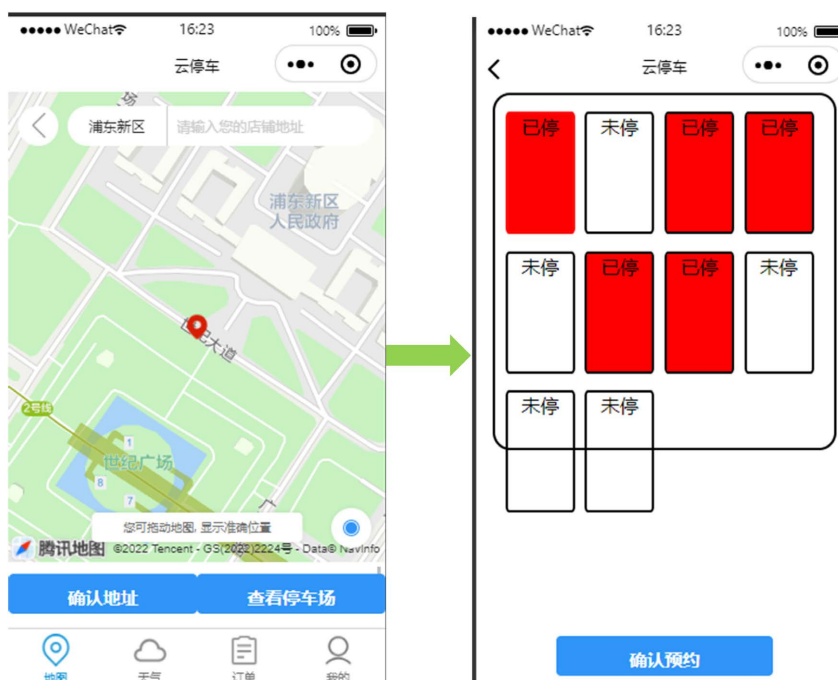 ●●●●● WeChat 16:23 100%
云停车
场
浦东新区 请输入您的店铺地址
浦东新区
人民政府
世纪大道
2号线
1
世纪广场
8
7
广
您可拖动地图, 显示准确位置
腾讯地图 ©2022 Tencent - GS(2022)2224号 - Data© NavInfo
确认地址 查看停车场
地图 天气 订单 我的
●●●●● WeChat 16:23 100%
云停车
已停 未停 已停 已停
未停 已停 已停 未停
未停 未停
确认预约